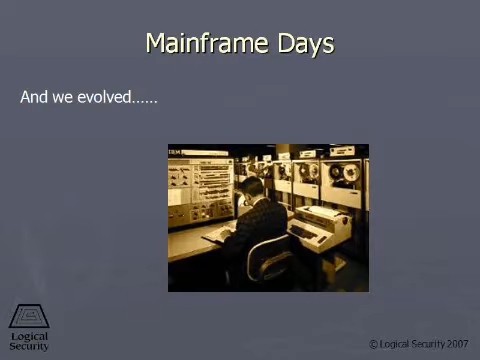 Mainframe Days
And we evolved......
Logical
Security
© Logical Security 2007